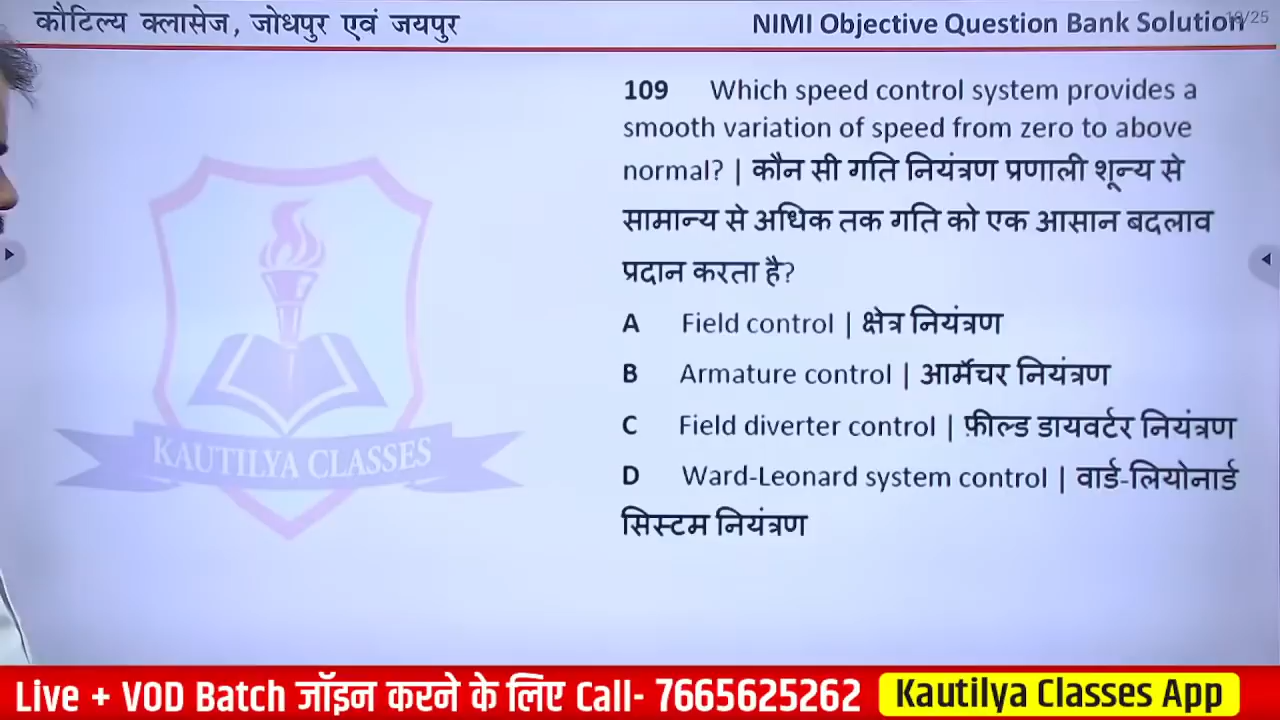 कौटिल्य क्लासेज, जोधपुर एवं जयपुर
NIMI Objective Question Bank Solution
19/25
109 Which speed control system provides a
smooth variation of speed from zero to above
normal? | कौन सी गति नियंत्रण प्रणाली शून्य से
सामान्य से अधिक तक गति को एक आसान बदलाव
प्रदान करता है?
A Field control | क्षेत्र नियंत्रण
B Armature control | आर्मेचर नियंत्रण
C Field diverter control | फ़ील्ड डायवर्टर नियंत्रण
D Ward-Leonard system control | वार्ड-लियोनार्ड
सिस्टम नियंत्रण
KAUTILYA CLASSES
Live + VOD Batch जॉइन करने के लिए Call- 7665625262
Kautilya Classes App